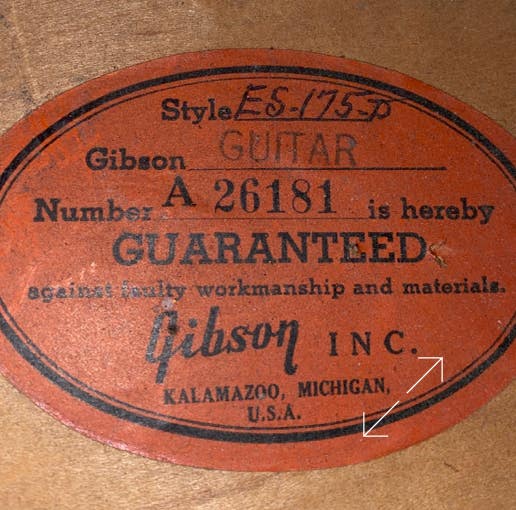 Style ES-175-D
Gibson GUITAR
Number A 26181 is hereby
GUARANTEED
against faulty workmanship and materials.
Gibson INC.
KALAMAZOO, MICHIGAN,
U.S.A.